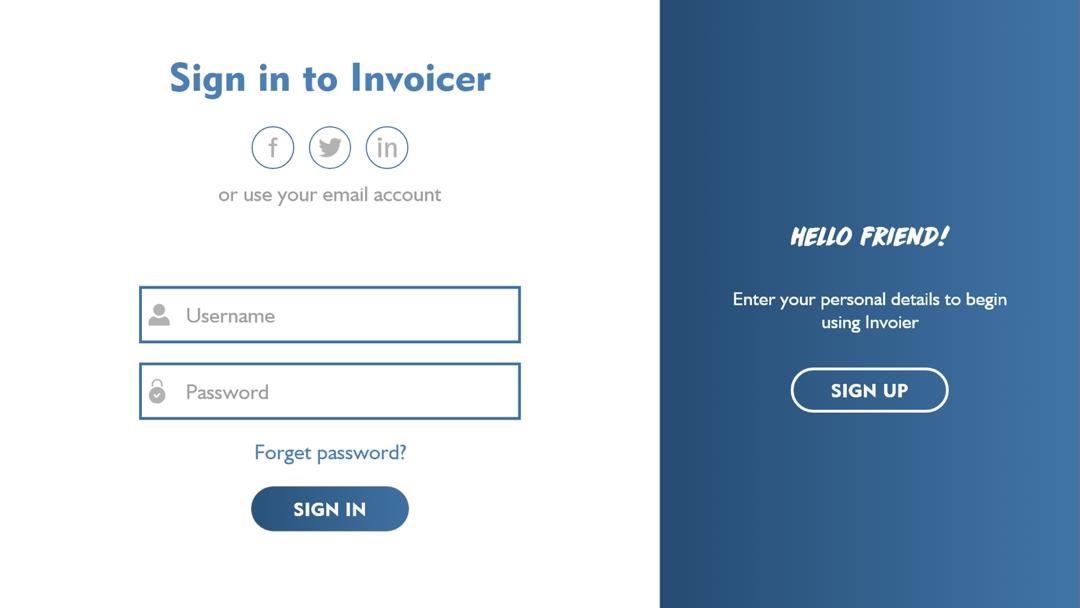 Sign in to Invoicer
f
in
or use your email account
Username
Password
Forget password?
SIGN IN
HELLO FRIEND!
Enter your personal details to begin
using Invoier
SIGN UP